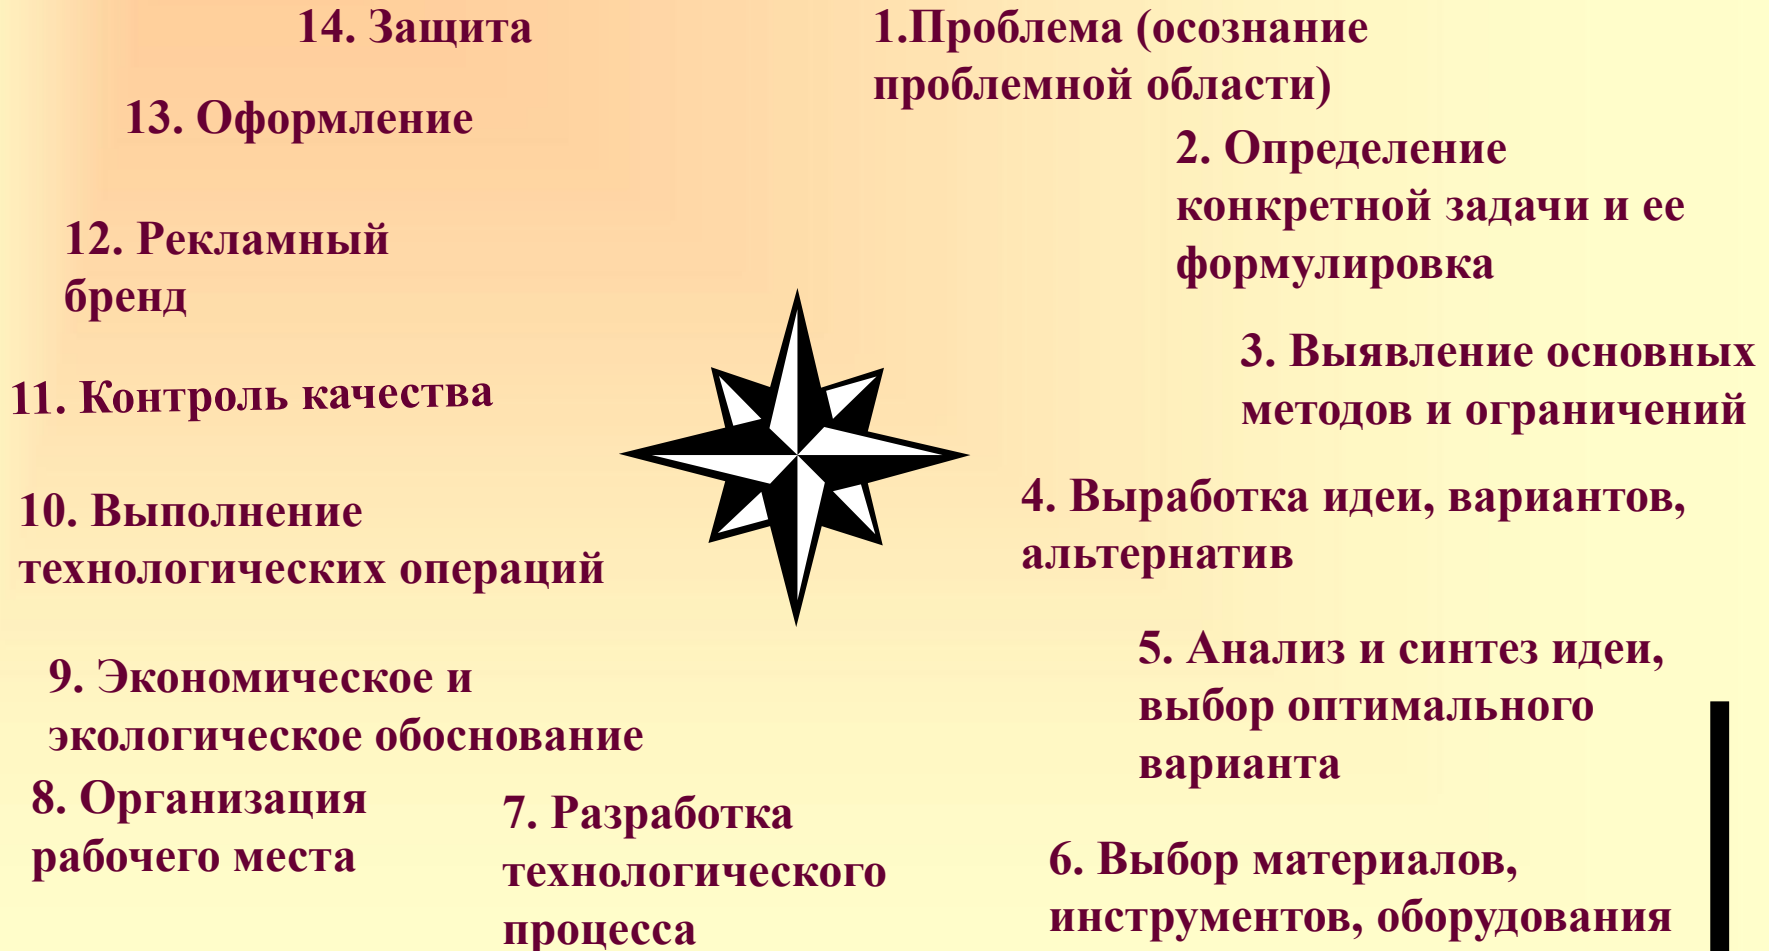 14. Защита
1.Проблема (осознание
проблемной области)
13. Оформление
2. Определение
конкретной задачи и ее
формулировка
12. Рекламный
бренд
3. Выявление основных
методов и ограничений
11. Контроль качества
4. Выработка идеи, вариантов,
альтернатив
10. Выполнение
технологических операций
5. Анализ и синтез идеи,
выбор оптимального
варианта
9. Экономическое и
экологическое обоснование
8. Организация
рабочего места
7. Разработка
технологического
процесса
6. Выбор материалов,
инструментов, оборудования